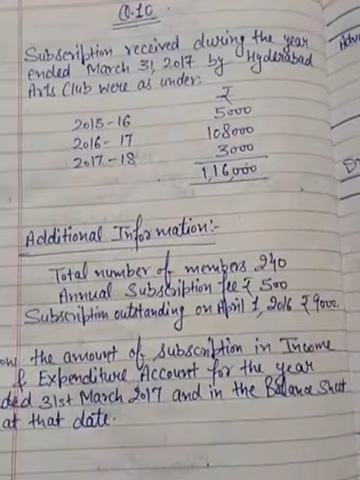 Q.10
Subscription received during the year
ended March 31, 2017 by Hyderabad
Arts Club were as under:
₹
2015-16 5000
2016-17 108000
2017-18 3000
1,16,000
Additional Information:-
Total number of members 240
Annual Subscription fee ₹ 500
Subscription outstanding on April 1, 2016 ₹ 9000.
the amount of subscription in Income
& Expenditure Account for the year
ded 31st March 2017 and in the Balance Sheet
at that date.